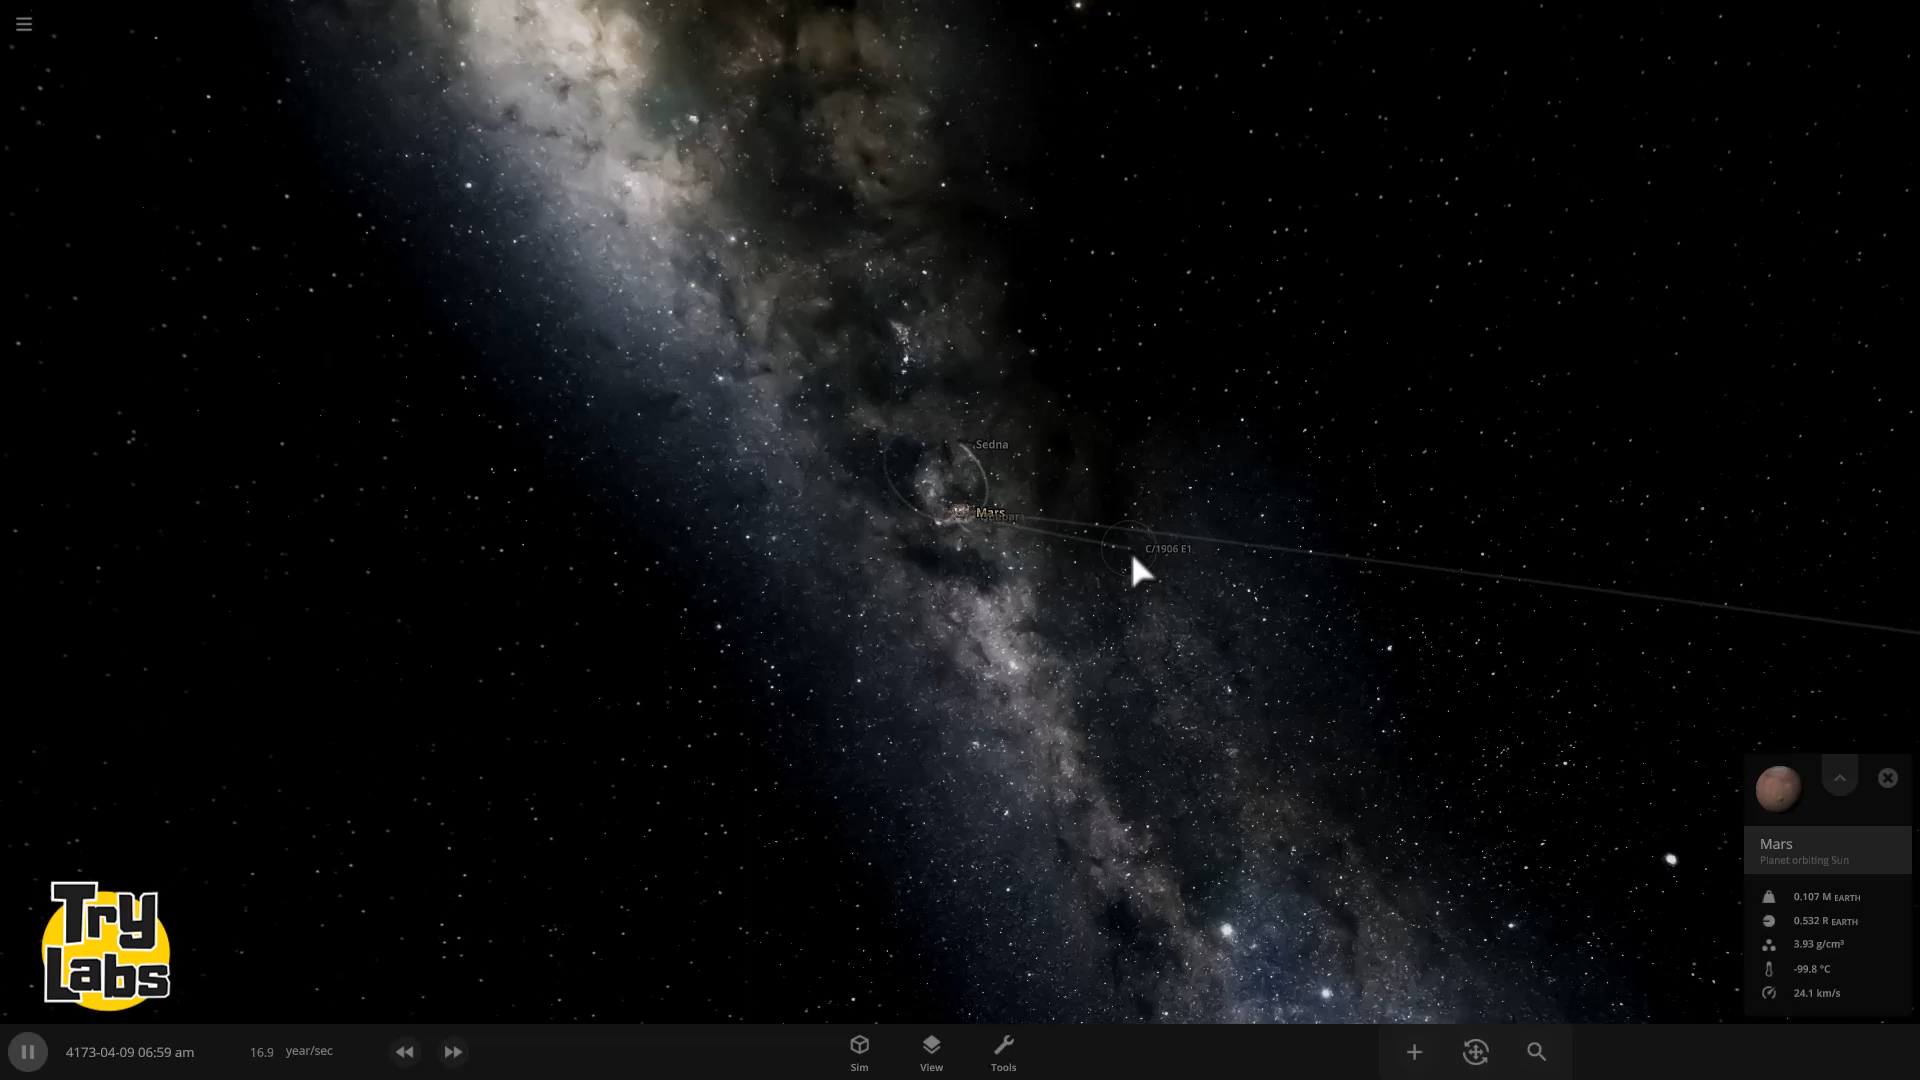 Sedna
Mars
C/1906 E1
Mars
Planet orbiting Sun
0.107 M EARTH
0.532 R EARTH
3.93 g/cm³
-99.8 °C
24.1 km/s
Try
Labs
4173-04-09 06:59 am
16.9 year/sec
Sim
View
Tools